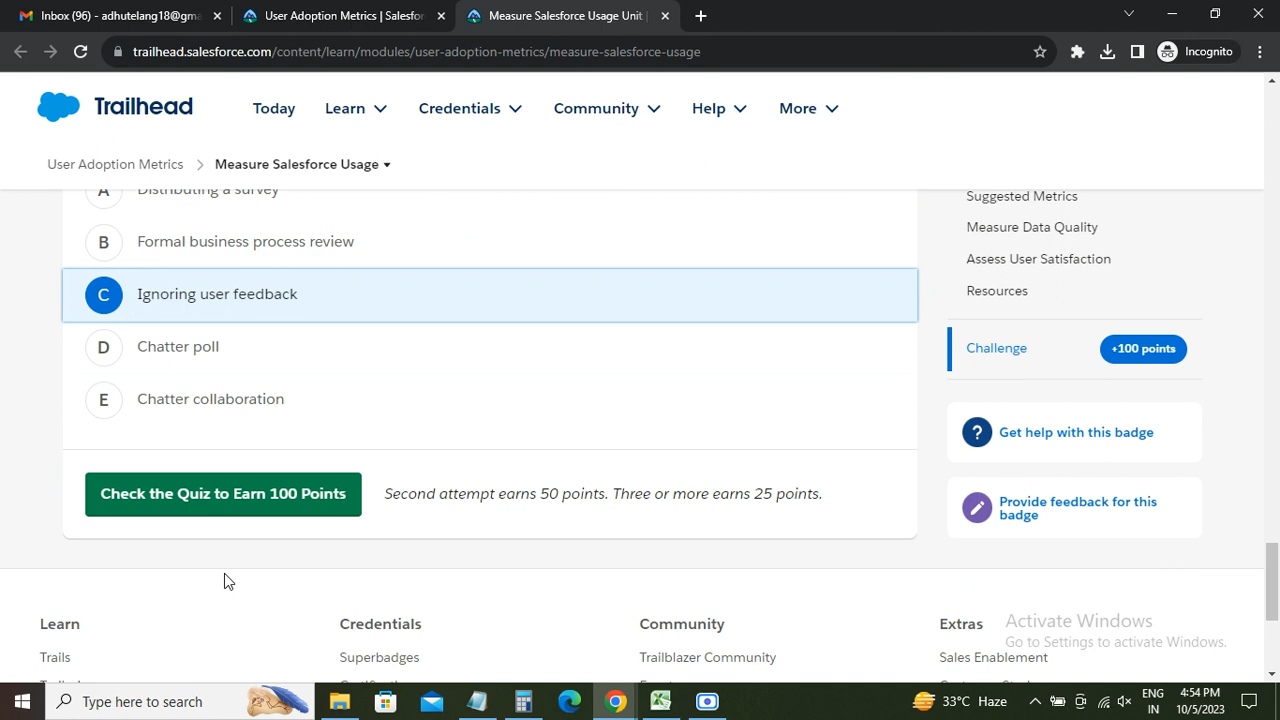 Inbox (96) - adhutelang18@gma
User Adoption Metrics | Salesfor
Measure Salesforce Usage Unit |
trailhead.salesforce.com/content/learn/modules/user-adoption-metrics/measure-salesforce-usage
Incognito
Trailhead
Today
Learn
Credentials
Community
Help
More
User Adoption Metrics
Measure Salesforce Usage
A Distributing a survey
B Formal business process review
C Ignoring user feedback
D Chatter poll
E Chatter collaboration
Check the Quiz to Earn 100 Points
Second attempt earns 50 points. Three or more earns 25 points.
Suggested Metrics
Measure Data Quality
Assess User Satisfaction
Resources
Challenge
+100 points
? Get help with this badge
Provide feedback for this
badge
Learn
Credentials
Community
Extras
Trails
Superbadges
Trailblazer Community
Sales Enablement
Activate Windows
Go to Settings to activate Windows.
Type here to search
33°C Haze
ENG
IN
4:54 PM
10/5/2023